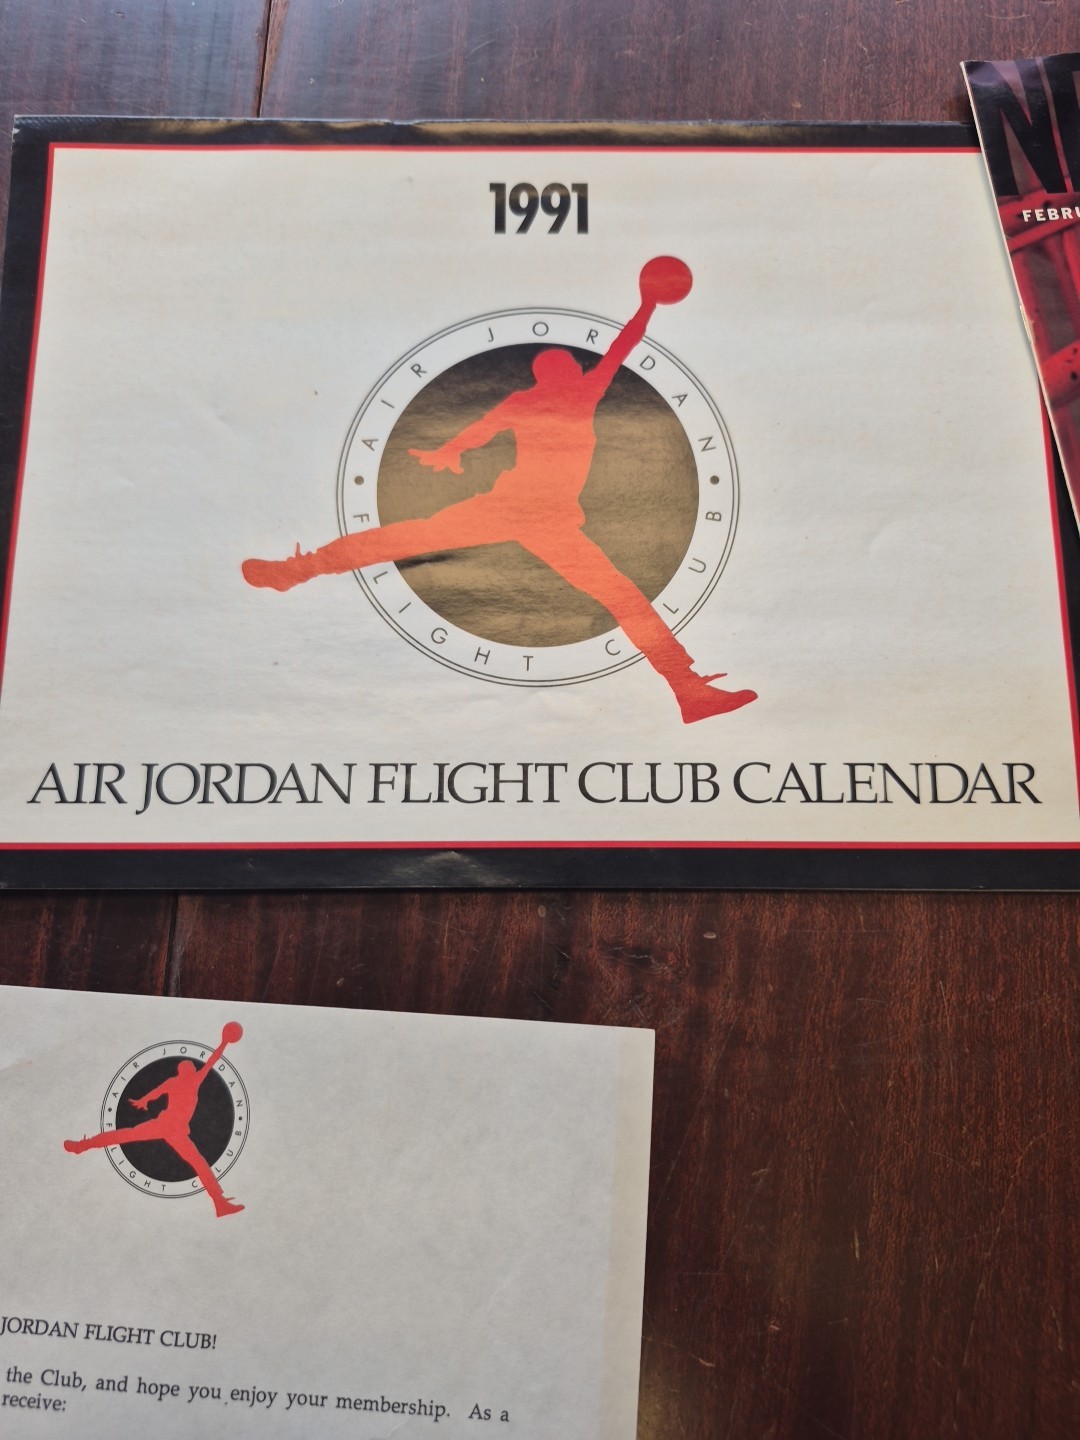 1991
AIR JORDAN
FLIGHT CLUB
AIR JORDAN FLIGHT CLUB CALENDAR
AIR JORDAN
FLIGHT CLUB
JORDAN FLIGHT CLUB!
the Club, and hope you enjoy your membership. As a
receive: